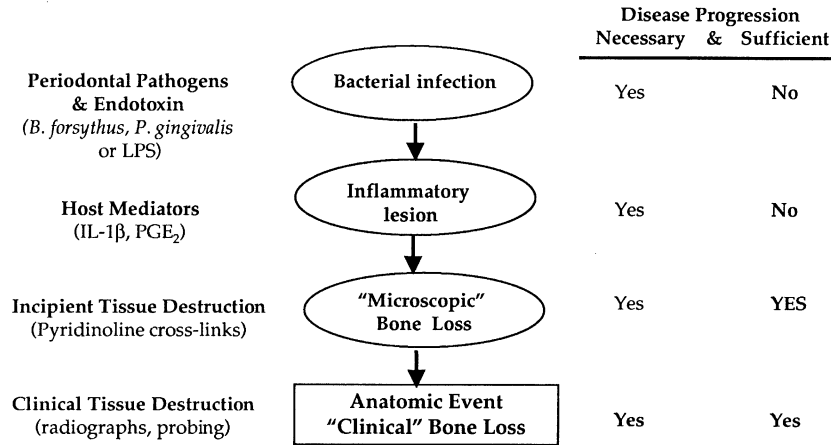 Disease Progression
Necessary & Sufficient
Periodontal Pathogens
& Endotoxin
(B. forsythus, P. gingivalis
or LPS)
Bacterial infection
Yes
No
Host Mediators
(IL-1β, PGE₂)
Inflammatory
lesion
Yes
No
Incipient Tissue Destruction
(Pyridinoline cross-links)
“Microscopic”
Bone Loss
Yes
YES
Clinical Tissue Destruction
(radiographs, probing)
Anatomic Event
“Clinical” Bone Loss
Yes
Yes